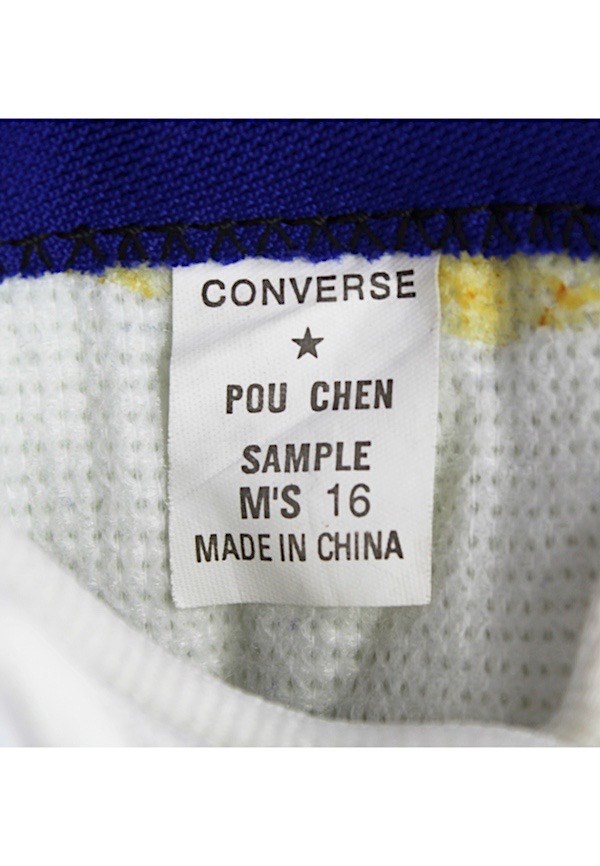 CONVERSE
★
POU CHEN
SAMPLE
M'S 16
MADE IN CHINA